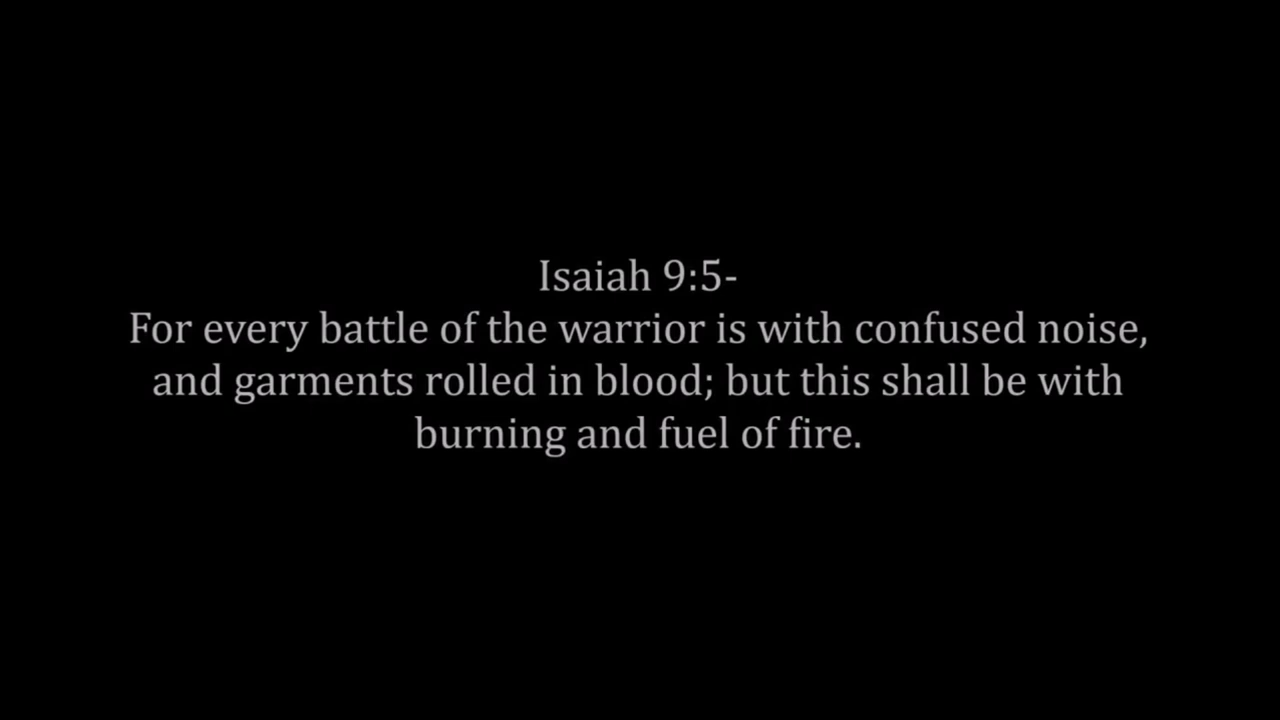 Isaiah 9:5-
For every battle of the warrior is with confused noise,
and garments rolled in blood; but this shall be with
burning and fuel of fire.